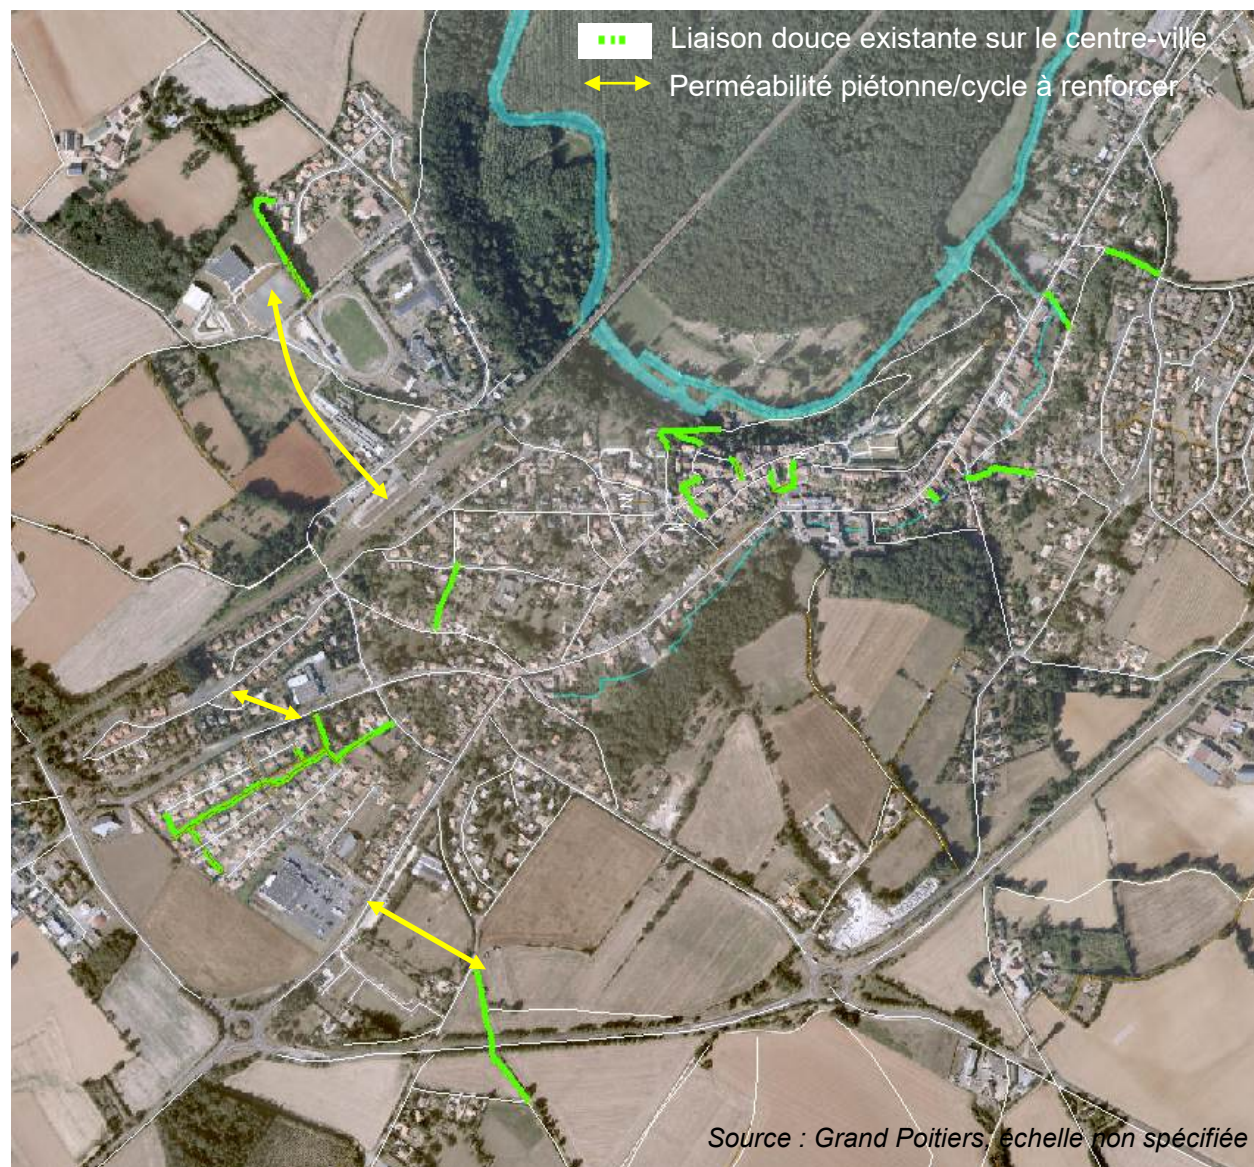 Liaison douce existante sur le centre-ville
Perméabilité piétonne/cycle à renforcer
Source : Grand Poitiers, échelle non spécifiée